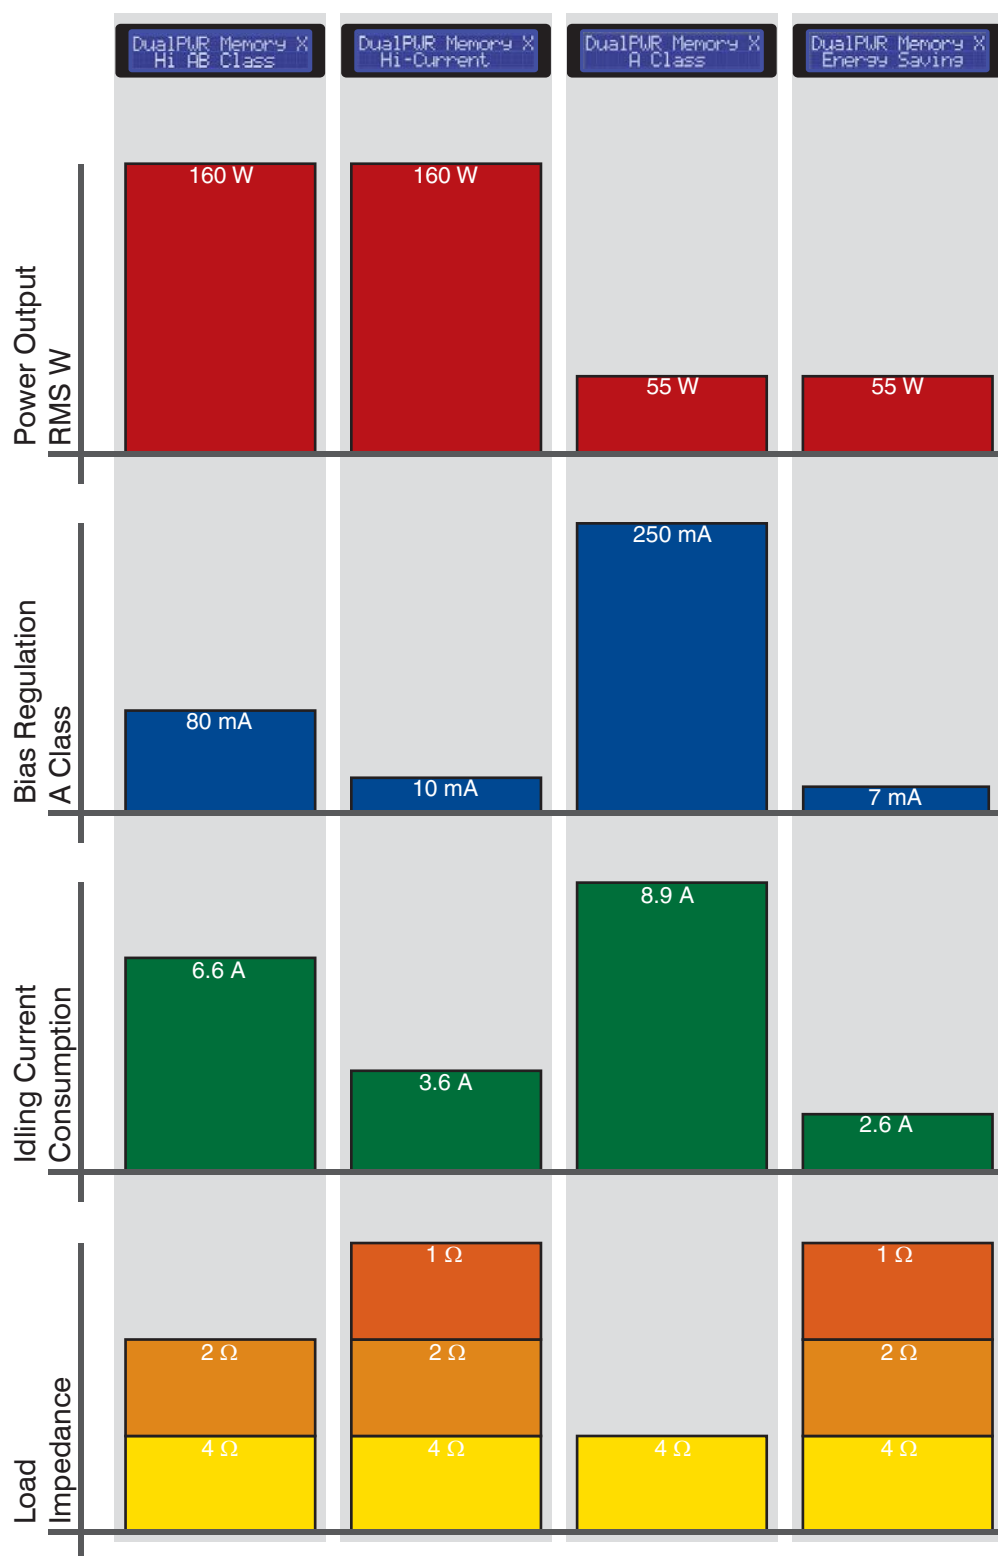 DualPWR Memory X
Hi AB Class
DualPWR Memory X
Hi-Current
DualPWR Memory X
A Class
DualPWR Memory X
Energy Saving
Power Output
RMS W
160 W
160 W
55 W
55 W
Bias Regulation
A Class
80 mA
10 mA
250 mA
7 mA
Idling Current
Consumption
6.6 A
3.6 A
8.9 A
2.6 A
Load
Impedance
1 Ω
1 Ω
2 Ω
2 Ω
2 Ω
4 Ω
4 Ω
4 Ω
4 Ω